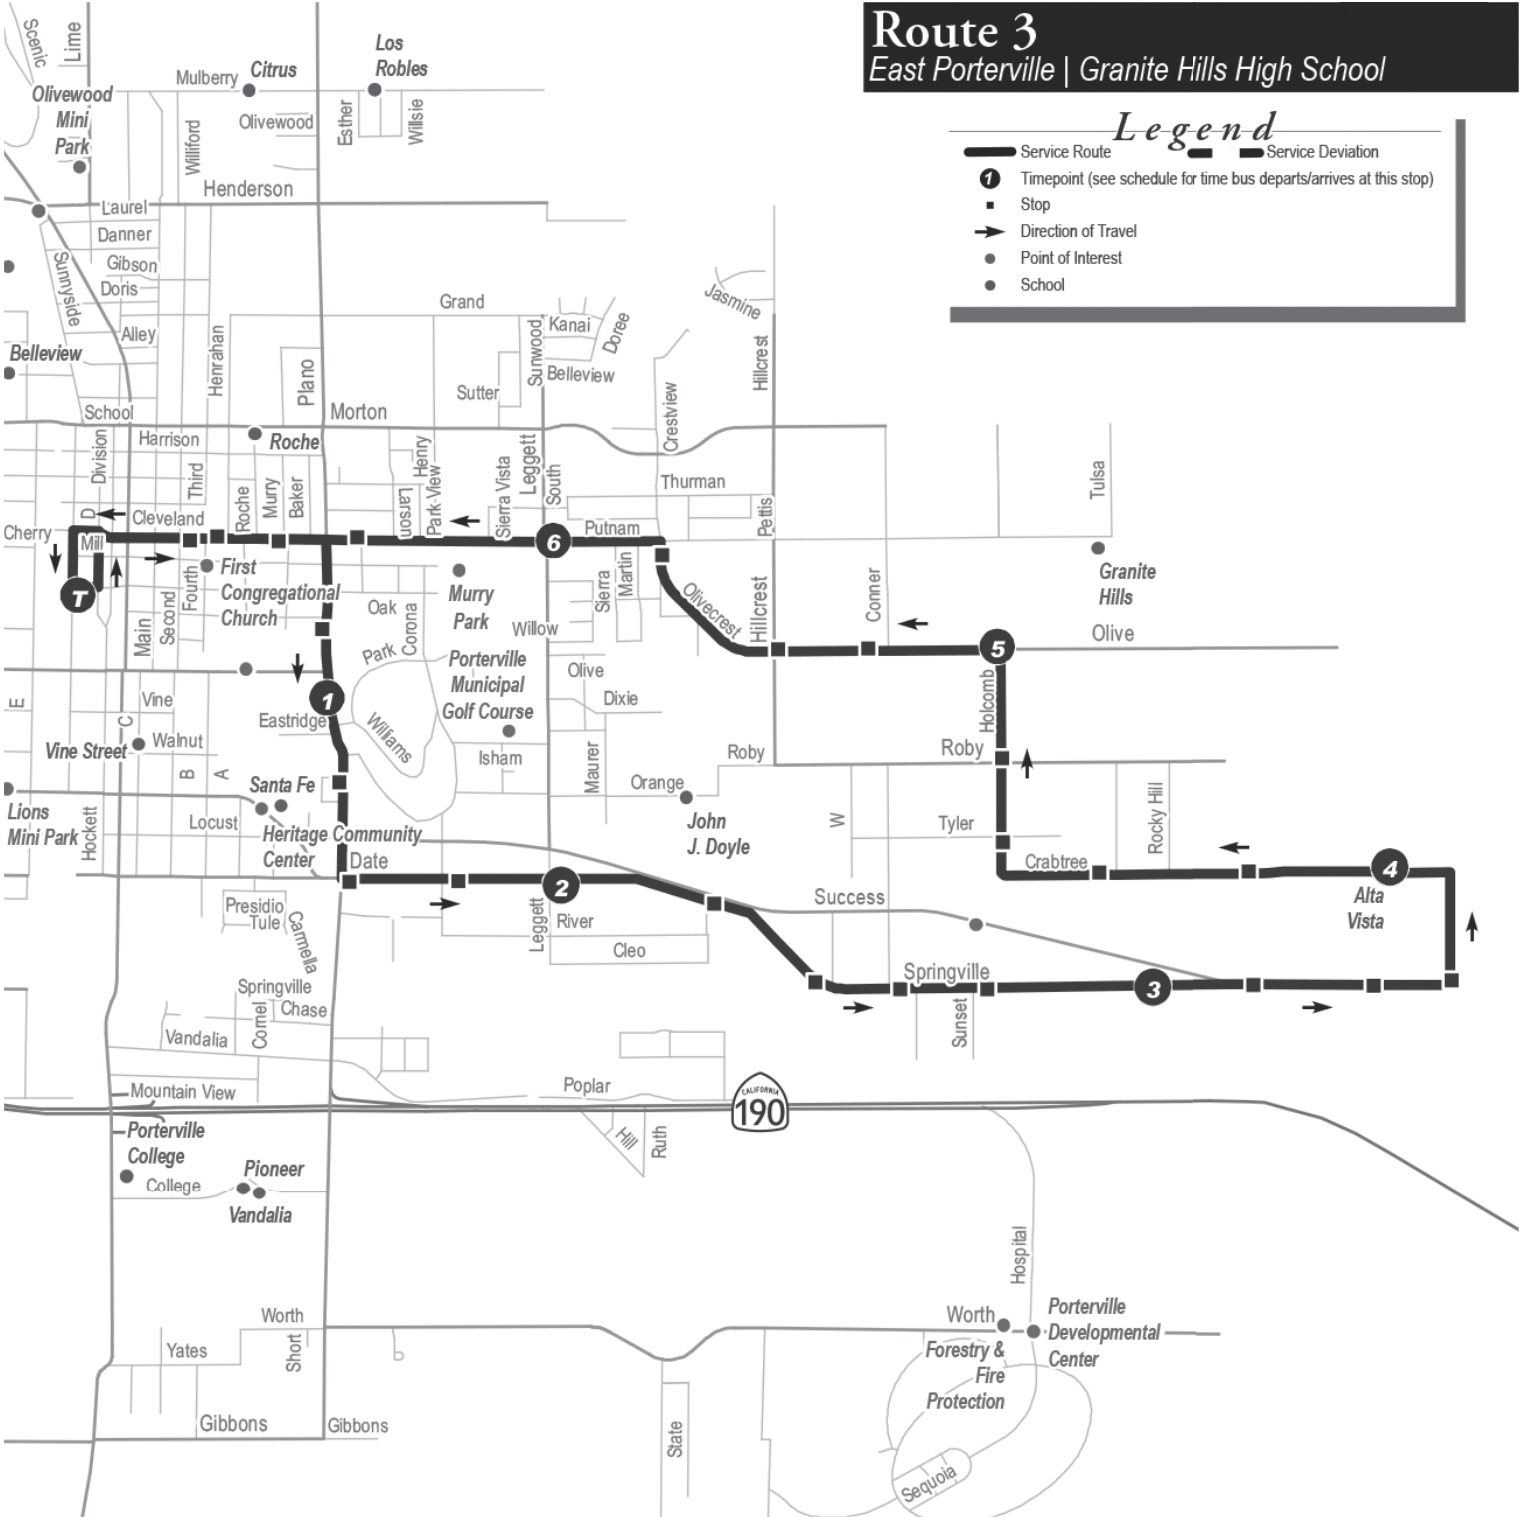 Route 3
East Porterville | Granite Hills High School
Legend
Service Route
Service Deviation
1
Timepoint (see schedule for time bus departs/arrives at this stop)
Stop
Direction of Travel
Point of Interest
School
Scenic
Lime
Los
Robles
Mulberry
Citrus
Olivewood
Mini
Park
Olivewood
Esther
Willsie
Williford
Henderson
Laurel
Danner
Gibson
Doris
Sunnyside
Alley
Grand
Kanai
Doree
Jasmine
Belleview
Henrahan
Plano
Sunwood
Belleview
Hillcrest
Sutter
Crestview
School
Morton
Harrison
Roche
Division
Third
Henry
Leggett
Sierra Vista
South
Thurman
Tulsa
Roche
Murry
Baker
Larson
Park View
Pettis
D
Cleveland
Cherry
Mill
6
Putnam
T
First
Congregational
Church
Fourth
Second
Main
Oak
Corona
Murry
Park
Sierra
Martin
Olivecrest
Hillcrest
Conner
Granite
Hills
Willow
Park
Porterville
Municipal
Golf Course
Olive
5
Olive
E
Vine
C
1
Eastridge
Williams
Dixie
Holcomb
Vine Street
Walnut
Isham
Maurer
Roby
Roby
B
A
Santa Fe
Orange
Lions
Mini Park
Hockett
Locust
Heritage Community
Center
John
J. Doyle
W
Tyler
Rocky Hill
Date
Crabtree
4
Alta
Vista
2
Success
Presidio
Tule
Carmella
Leggett
River
Cleo
Springville
3
Springville
Chase
Cornel
Sunset
Vandalia
Mountain View
Poplar
CALIFORNIA
190
Porterville
College
Hill
Ruth
Pioneer
College
Vandalia
Hospital
Worth
Short
Yates
Worth
Porterville
Developmental
Center
Forestry &
Fire
Protection
Gibbons
Gibbons
State
Sequoia